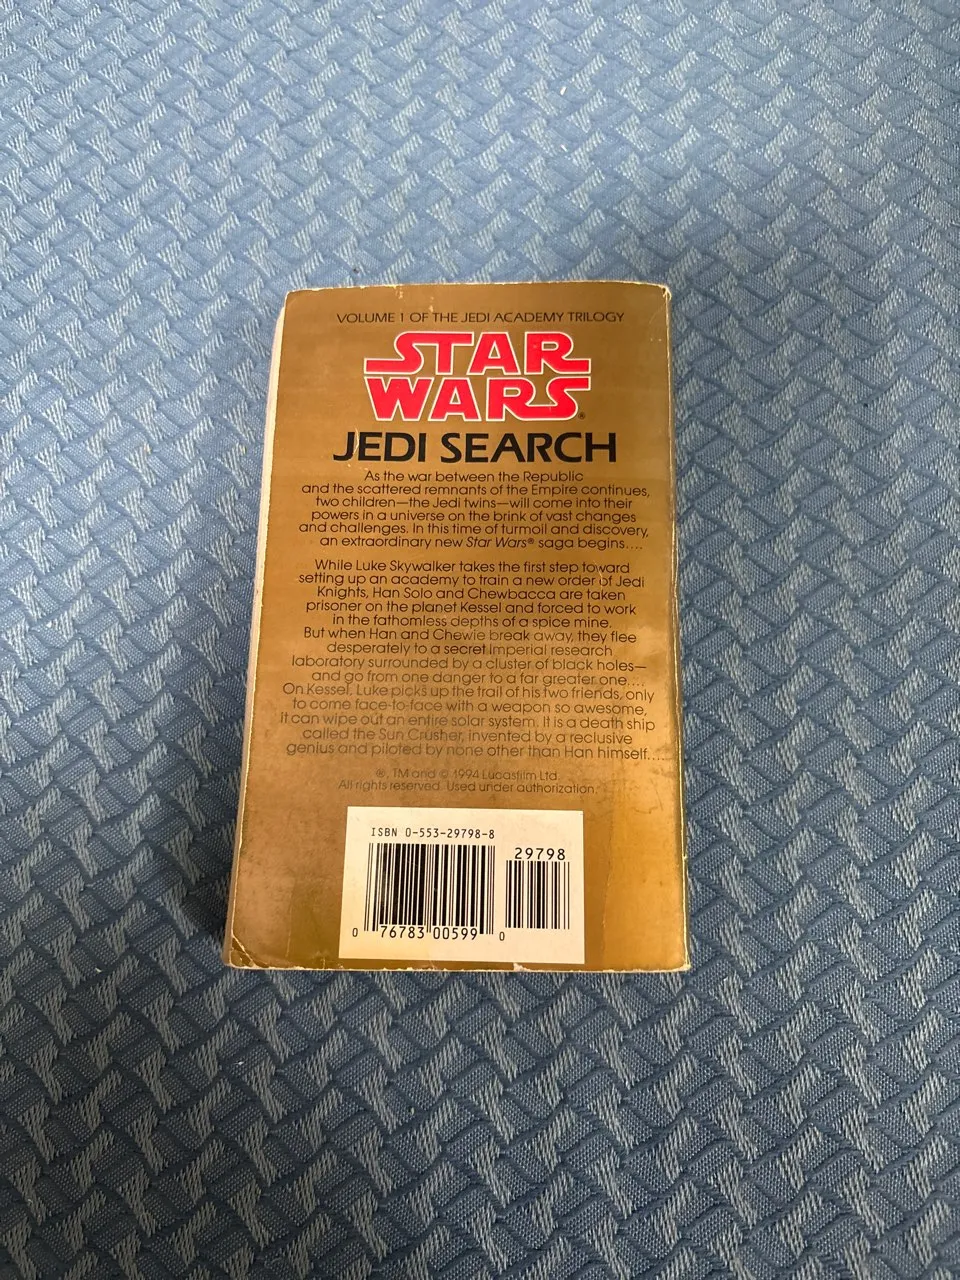 VOLUME 1 OF THE JEDI ACADEMY TRILOGY
STAR
WARS®
JEDI SEARCH
As the war between the Republic
and the scattered remnants of the Empire continues,
two children—the Jedi twins—will come into their
powers in a universe on the brink of vast changes
and challenges. In this time of turmoil and discovery,
an extraordinary new Star Wars® saga begins....
While Luke Skywalker takes the first step toward
setting up an academy to train a new order of Jedi
Knights, Han Solo and Chewbacca are taken
prisoner on the planet Kessel and forced to work
in the fathomless depths of a spice mine.
But when Han and Chewie break away, they flee
desperately to a secret Imperial research
laboratory surrounded by a cluster of black holes—
and go from one danger to a far greater one....
On Kessel, Luke picks up the trail of his two friends, only
to come face-to-face with a weapon so awesome,
it can wipe out an entire solar system. It is a death ship
called the Sun Crusher, invented by a reclusive
genius and piloted by none other than Han himself....
®, TM and © 1994 Lucasfilm Ltd.
All rights reserved. Used under authorization.
ISBN 0-553-29798-8
29798
0 76783 00599 0